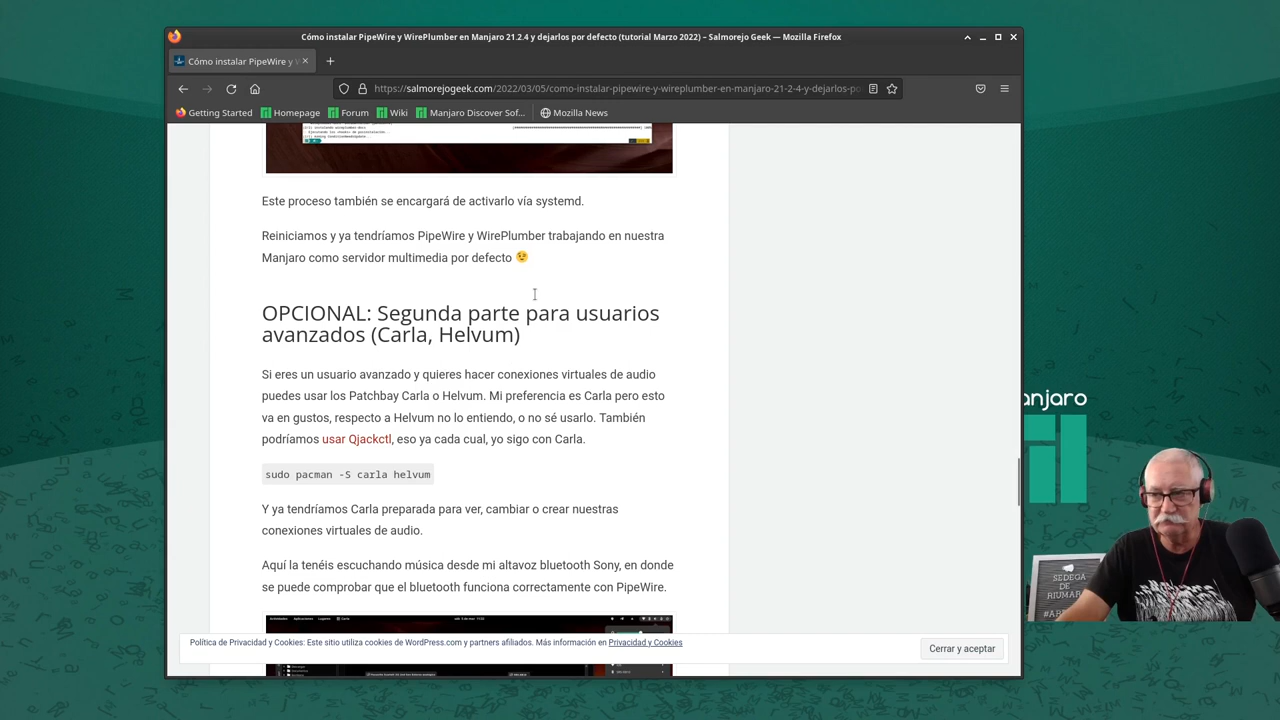 Cómo instalar PipeWire y WirePlumber en Manjaro 21.2.4 y dejarlos por defecto (tutorial Marzo 2022) – Salmorejo Geek — Mozilla Firefox
Cómo instalar PipeWire y
https://salmorejogeek.com/2022/03/05/como-instalar-pipewire-y-wireplumber-en-manjaro-21-2-4-y-dejarlos-po
Getting Started Homepage Forum Wiki Manjaro Discover Sof… Mozilla News
Este proceso también se encargará de activarlo vía systemd.
Reiniciamos y ya tendríamos PipeWire y WirePlumber trabajando en nuestra
Manjaro como servidor multimedia por defecto 😉
OPCIONAL: Segunda parte para usuarios
avanzados (Carla, Helvum)
Si eres un usuario avanzado y quieres hacer conexiones virtuales de audio
puedes usar los Patchbay Carla o Helvum. Mi preferencia es Carla pero esto
va en gustos, respecto a Helvum no lo entiendo, o no sé usarlo. También
podríamos usar Qjackctl, eso ya cada cual, yo sigo con Carla.
sudo pacman -S carla helvum
Y ya tendríamos Carla preparada para ver, cambiar o crear nuestras
conexiones virtuales de audio.
Aquí la tenéis escuchando música desde mi altavoz bluetooth Sony, en donde
se puede comprobar que el bluetooth funciona correctamente con PipeWire.
Política de Privacidad y Cookies: Este sitio utiliza cookies de WordPress.com y partners afiliados. Más información en Privacidad y Cookies
Cerrar y aceptar
anjaro
SEDEGA
DE
RIUMAR